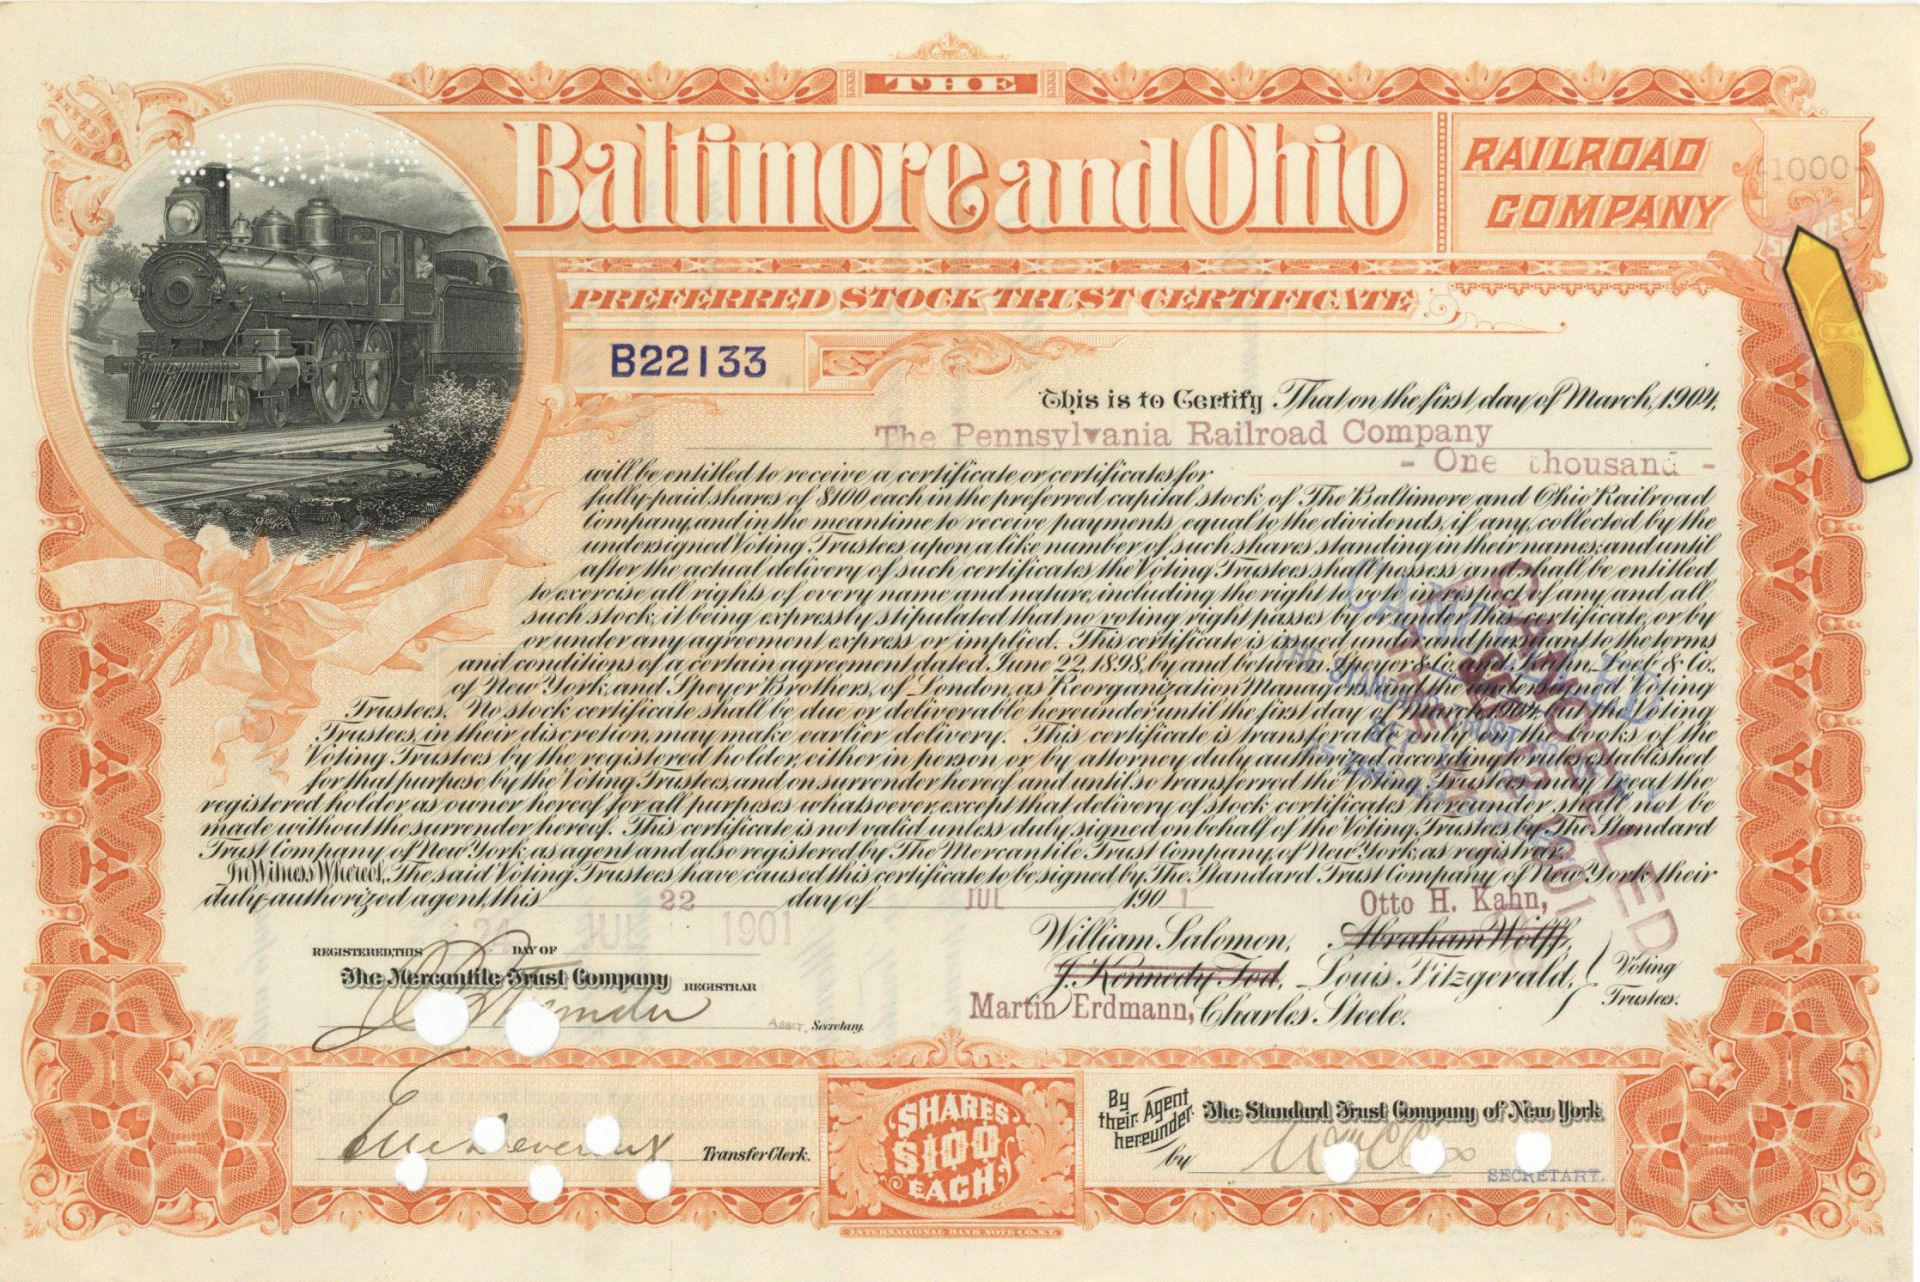 THE
Baltimore and Ohio
RAILROAD
COMPANY
*1000*
-1000-
SHARES
PREFERRED STOCK TRUST CERTIFICATE
B22133
This is to Certify That on the first day of March, 1904,
The Pennsylvania Railroad Company
will be entitled to receive a certificate or certificates for - One thousand -
fully-paid shares of $100 each in the preferred capital stock of The Baltimore and Ohio Railroad
Company, and in the meantime to receive payments equal to the dividends, if any, collected by the
undersigned Voting Trustees upon a like number of such shares standing in their names; and until
after the actual delivery of such certificates the Voting Trustees shall possess and shall be entitled
to exercise all rights of every name and nature, including the right to vote in respect of any and all
such stock, it being expressly stipulated that no voting right passes by or under this certificate, or by
or under any agreement express or implied. This certificate is issued under and pursuant to the terms
and conditions of a certain agreement dated June 22, 1898, by and between Speyer & Co. and Kuhn, Loeb & Co.,
of New York, and Speyer Brothers, of London, as Reorganization Managers, and the undersigned Voting
Trustees. No stock certificate shall be due or deliverable hereunder until the first day of March, 1904, but the Voting
Trustees, in their discretion, may make earlier delivery. This certificate is transferable only on the books of the
Voting Trustees by the registered holder, either in person or by attorney duly authorized according to rules established
for that purpose by the Voting Trustees, and on surrender hereof and until so transferred the Voting Trustees may treat the
registered holder as owner hereof for all purposes whatsoever, except that delivery of stock certificates hereunder shall not be
made without the surrender hereof. This certificate is not valid unless duly signed on behalf of the Voting Trustees by The Standard
Trust Company of New York, as agent and also registered by The Mercantile Trust Company, of New York, as registrar.
In Witness Whereof, The said Voting Trustees have caused this certificate to be signed by The Standard Trust Company of New York their
duly authorized agent, this 22 day of JUL 1901
CANCELLED
CANCELLED
Otto H. Kahn,
REGISTERED, THIS 24 DAY OF JUL 1901
William Salomon, Abraham Wolff,
The Mercantile Trust Company REGISTRAR
J. Kennedy Tod, Louis Fitzgerald,
Martin Erdmann, Charles Steele.
Voting
Trustees.
ASST. Secretary.
Transfer Clerk.
SHARES
$100
EACH
By
their Agent
hereunder
The Standard Trust Company of New York
by
SECRETARY.
INTERNATIONAL BANK NOTE CO. N.Y.